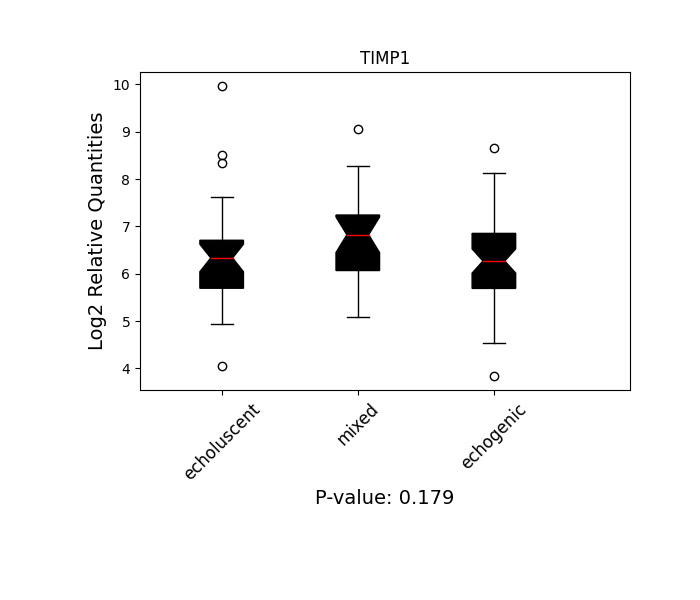 TIMP1
Log2 Relative Quantities
10
9
8
7
6
5
4
echoluscent
mixed
echogenic
P-value: 0.179